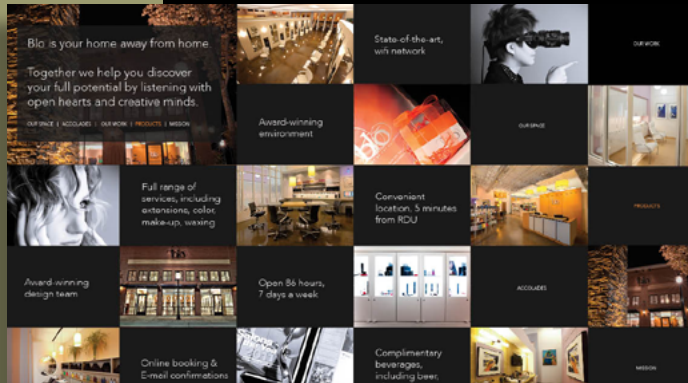 Blo is your home away from home.
Together we help you discover
your full potential by listening with
open hearts and creative minds.
OUR SPACE | ACCOLADES | OUR WORK | PRODUCTS | MISSION
State-of-the-art,
wifi network
OUR WORK
Award-winning
environment
blo
OUR SPACE
Full range of
services, including
extensions, color,
make-up, waxing
Convenient
location, 5 minutes
from RDU
PRODUCTS
Award-winning
design team
blo
Open 86 hours,
7 days a week
ACCOLADES
Online booking &
E-mail confirmations
Complimentary
beverages,
including beer,
MISSION